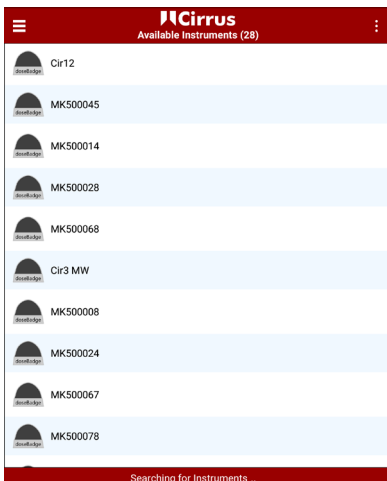 Cirrus
Available Instruments (28)
doseBadge
Cir12
doseBadge
MK500045
doseBadge
MK500014
doseBadge
MK500028
doseBadge
MK500068
doseBadge
Cir3 MW
doseBadge
MK500008
doseBadge
MK500024
doseBadge
MK500067
doseBadge
MK500078
Searching for Instruments ...